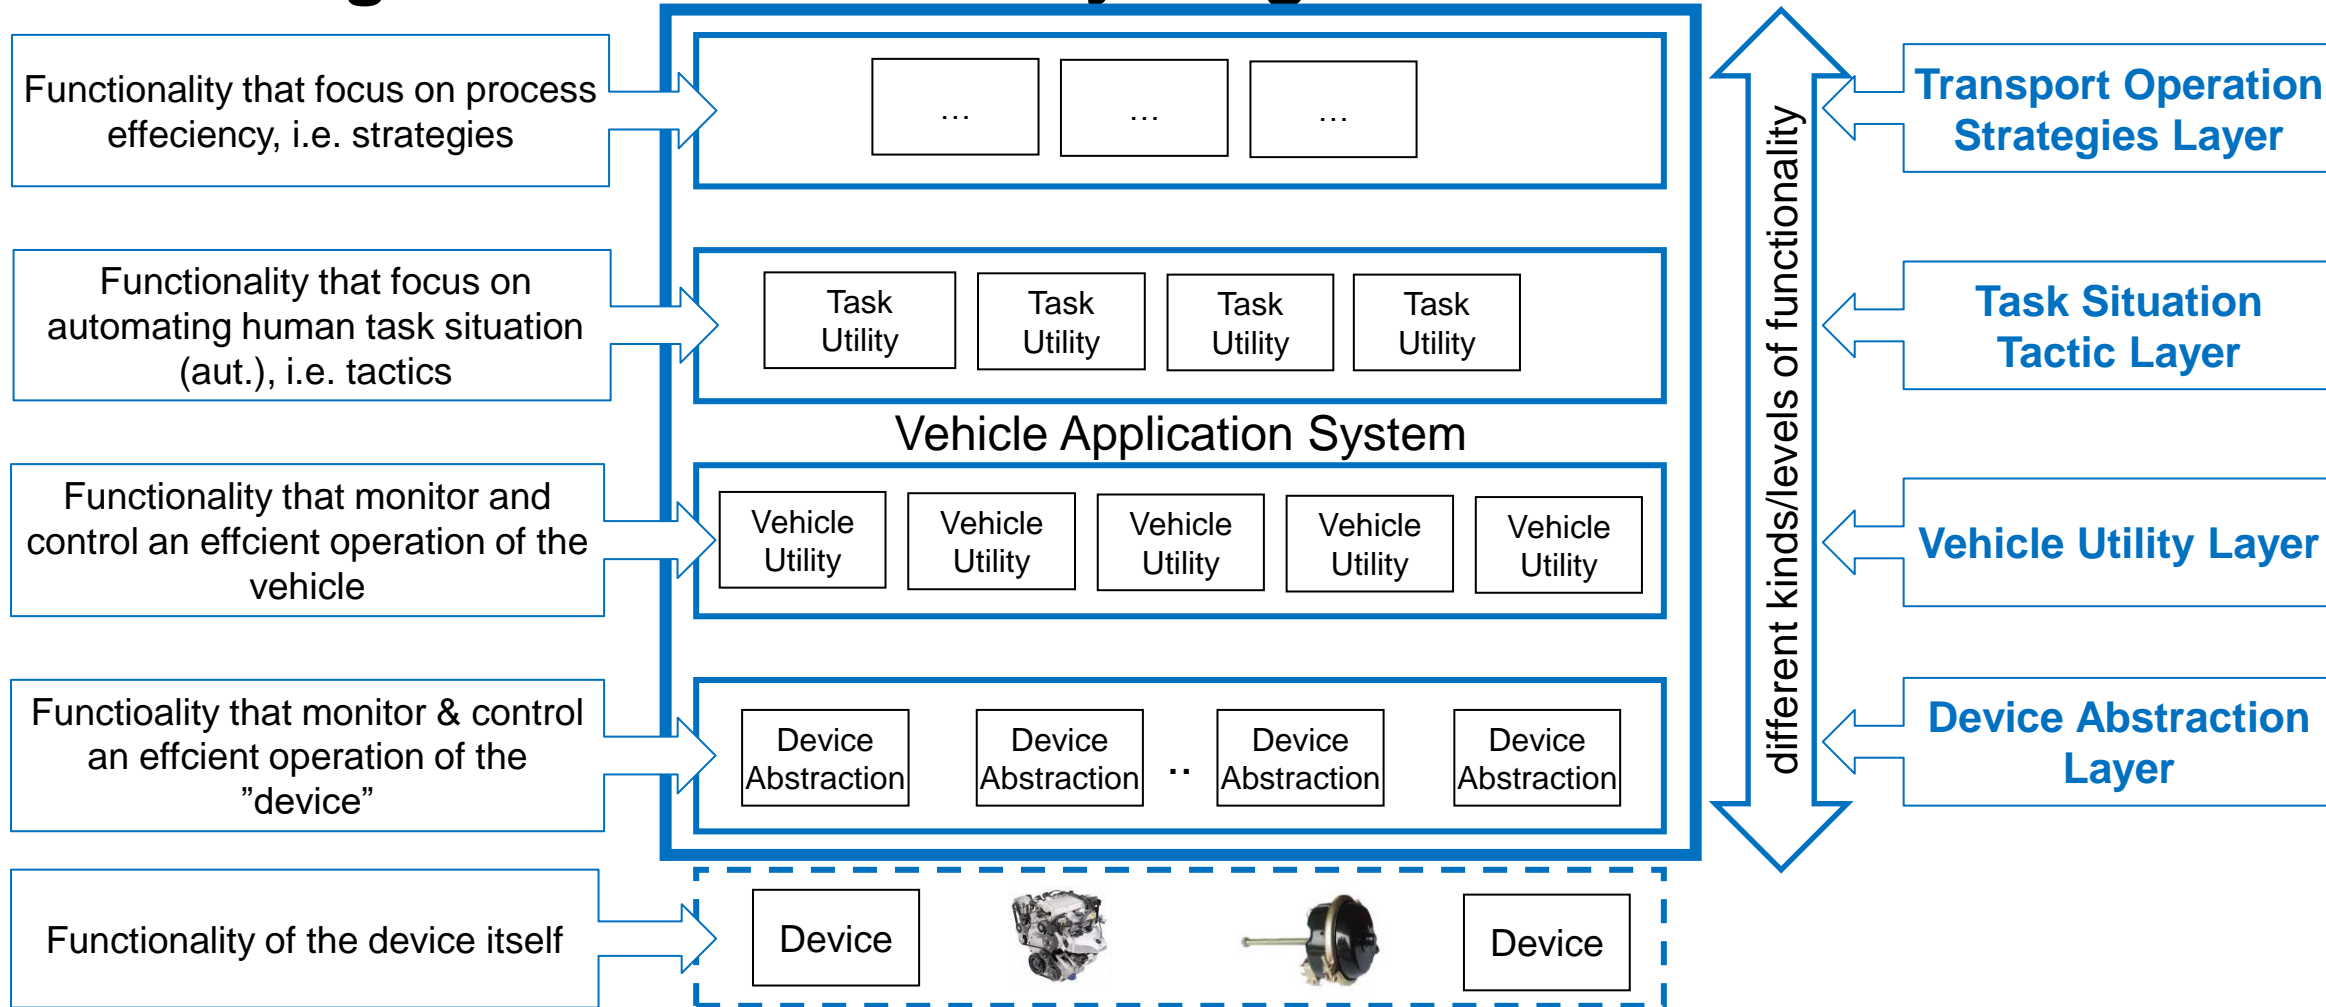 Functionality that focus on process
effeciency, i.e. strategies
...
...
...
Transport Operation
Strategies Layer
Functionality that focus on
automating human task situation
(aut.), i.e. tactics
Task
Utility
Task
Utility
Task
Utility
Task
Utility
Task Situation
Tactic Layer
different kinds/levels of functionality
Vehicle Application System
Functionality that monitor and
control an effcient operation of the
vehicle
Vehicle
Utility
Vehicle
Utility
Vehicle
Utility
Vehicle
Utility
Vehicle
Utility
Vehicle Utility Layer
Functioality that monitor & control
an effcient operation of the
”device”
Device
Abstraction
Device
Abstraction
..
Device
Abstraction
Device
Abstraction
Device Abstraction
Layer
Functionality of the device itself
Device
Device